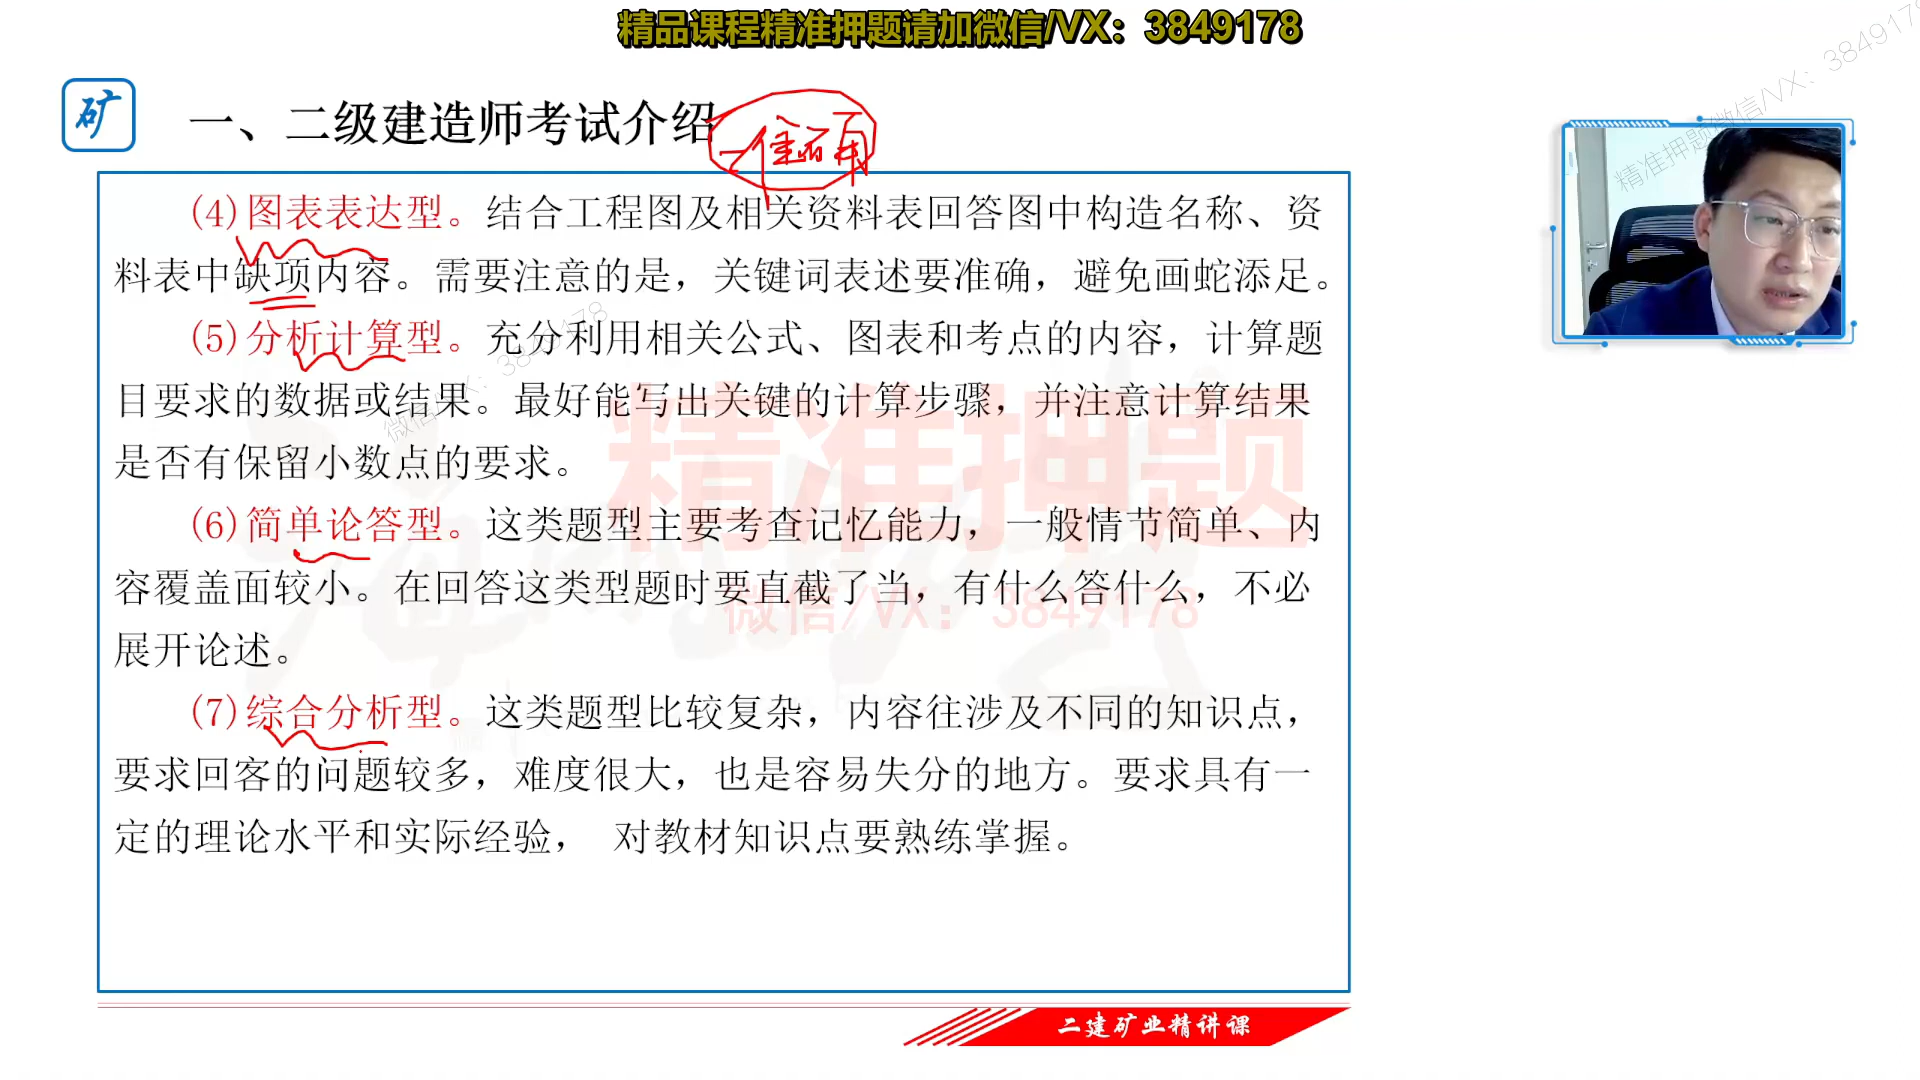 精品课程精准押题请加微信/VX：3849178
矿
一、二级建造师考试介绍
(4)图表表达型。结合工程图及相关资料表回答图中构造名称、资
料表中缺项内容。需要注意的是，关键词表述要准确，避免画蛇添足。
(5)分析计算型。充分利用相关公式、图表和考点的内容，计算题
目要求的数据或结果。最好能写出关键的计算步骤，并注意计算结果
是否有保留小数点的要求。
(6)简单论答型。这类题型主要考查记忆能力，一般情节简单、内
容覆盖面较小。在回答这类型题时要直截了当，有什么答什么，不必
展开论述。
(7)综合分析型。这类题型比较复杂，内容往涉及不同的知识点，
要求回客的问题较多，难度很大，也是容易失分的地方。要求具有一
定的理论水平和实际经验， 对教材知识点要熟练掌握。
精准押题
微信/VX：3849178
二建矿业精讲课